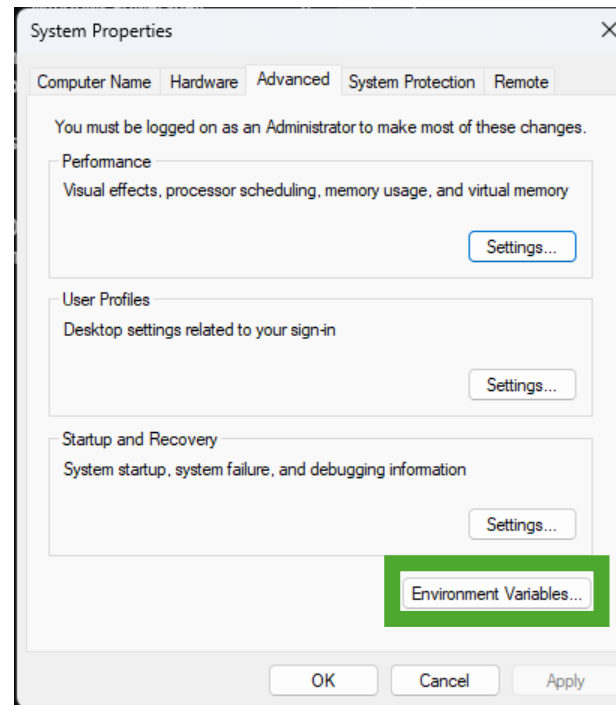 System Properties
Computer Name Hardware Advanced System Protection Remote
You must be logged on as an Administrator to make most of these changes.
Performance
Visual effects, processor scheduling, memory usage, and virtual memory
Settings...
User Profiles
Desktop settings related to your sign-in
Settings...
Startup and Recovery
System startup, system failure, and debugging information
Settings...
Environment Variables...
OK Cancel Apply